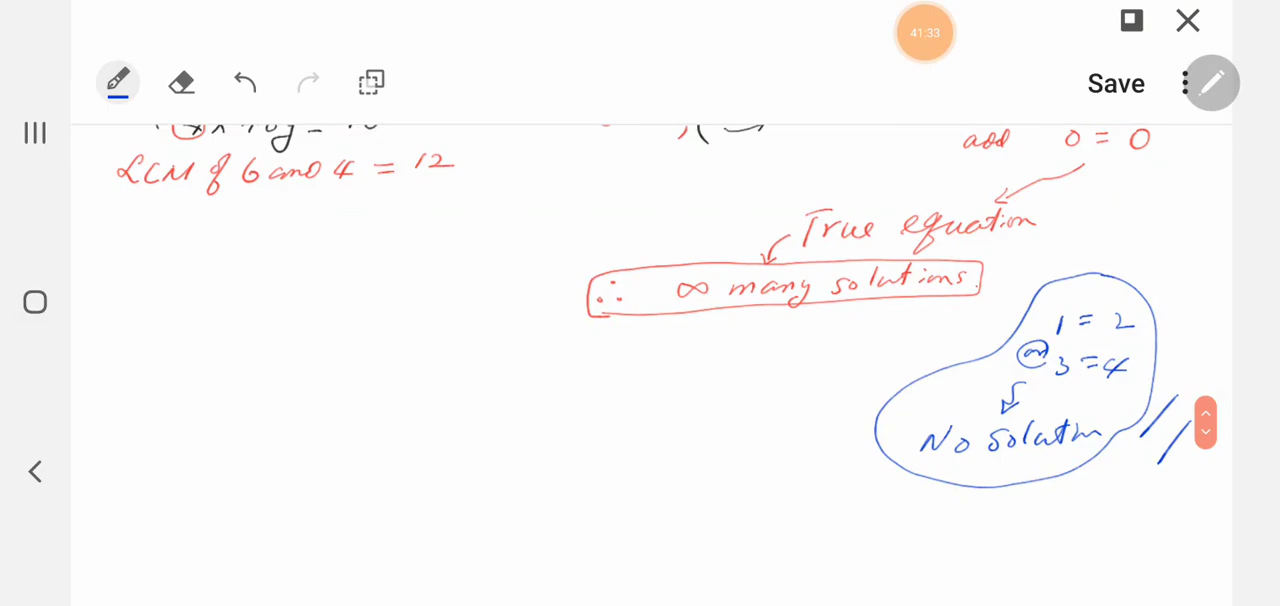 41:33
Save
LCM of 6 and 4 = 12
add 0 = 0
True equation
∴ ∞ many solutions.
1 = 2
or 3 = 4
No solution